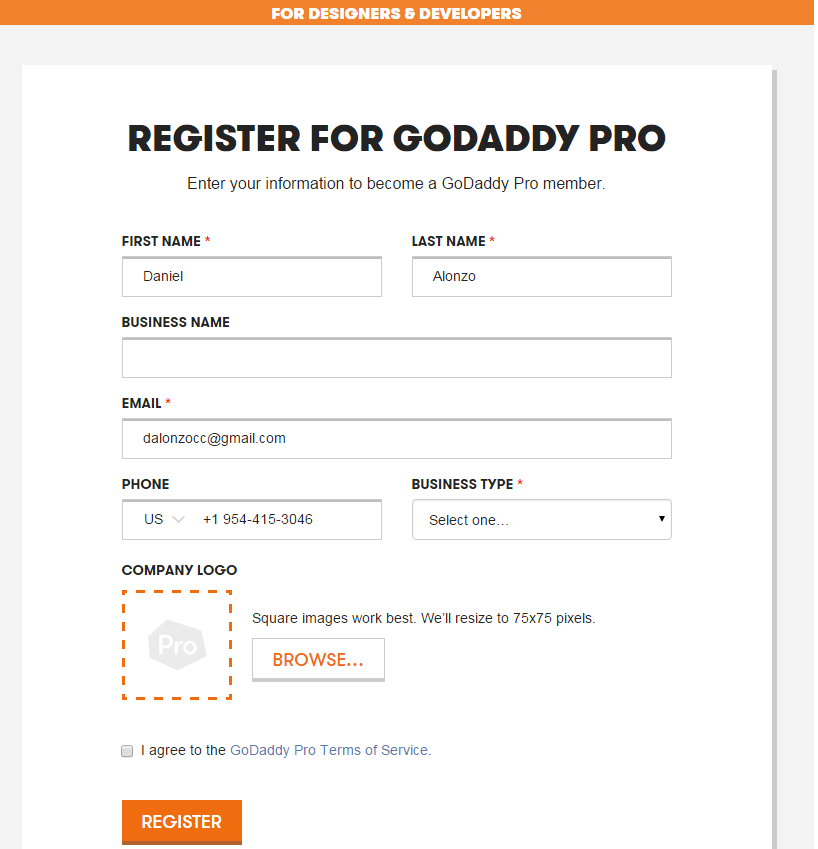 FOR DESIGNERS & DEVELOPERS
REGISTER FOR GODADDY PRO
Enter your information to become a GoDaddy Pro member.
FIRST NAME * LAST NAME *
Daniel Alonzo
BUSINESS NAME
EMAIL *
dalonzocc@gmail.com
PHONE BUSINESS TYPE *
US +1 954-415-3046 Select one...
COMPANY LOGO
Square images work best. We'll resize to 75x75 pixels.
Pro
BROWSE...
I agree to the GoDaddy Pro Terms of Service.
REGISTER